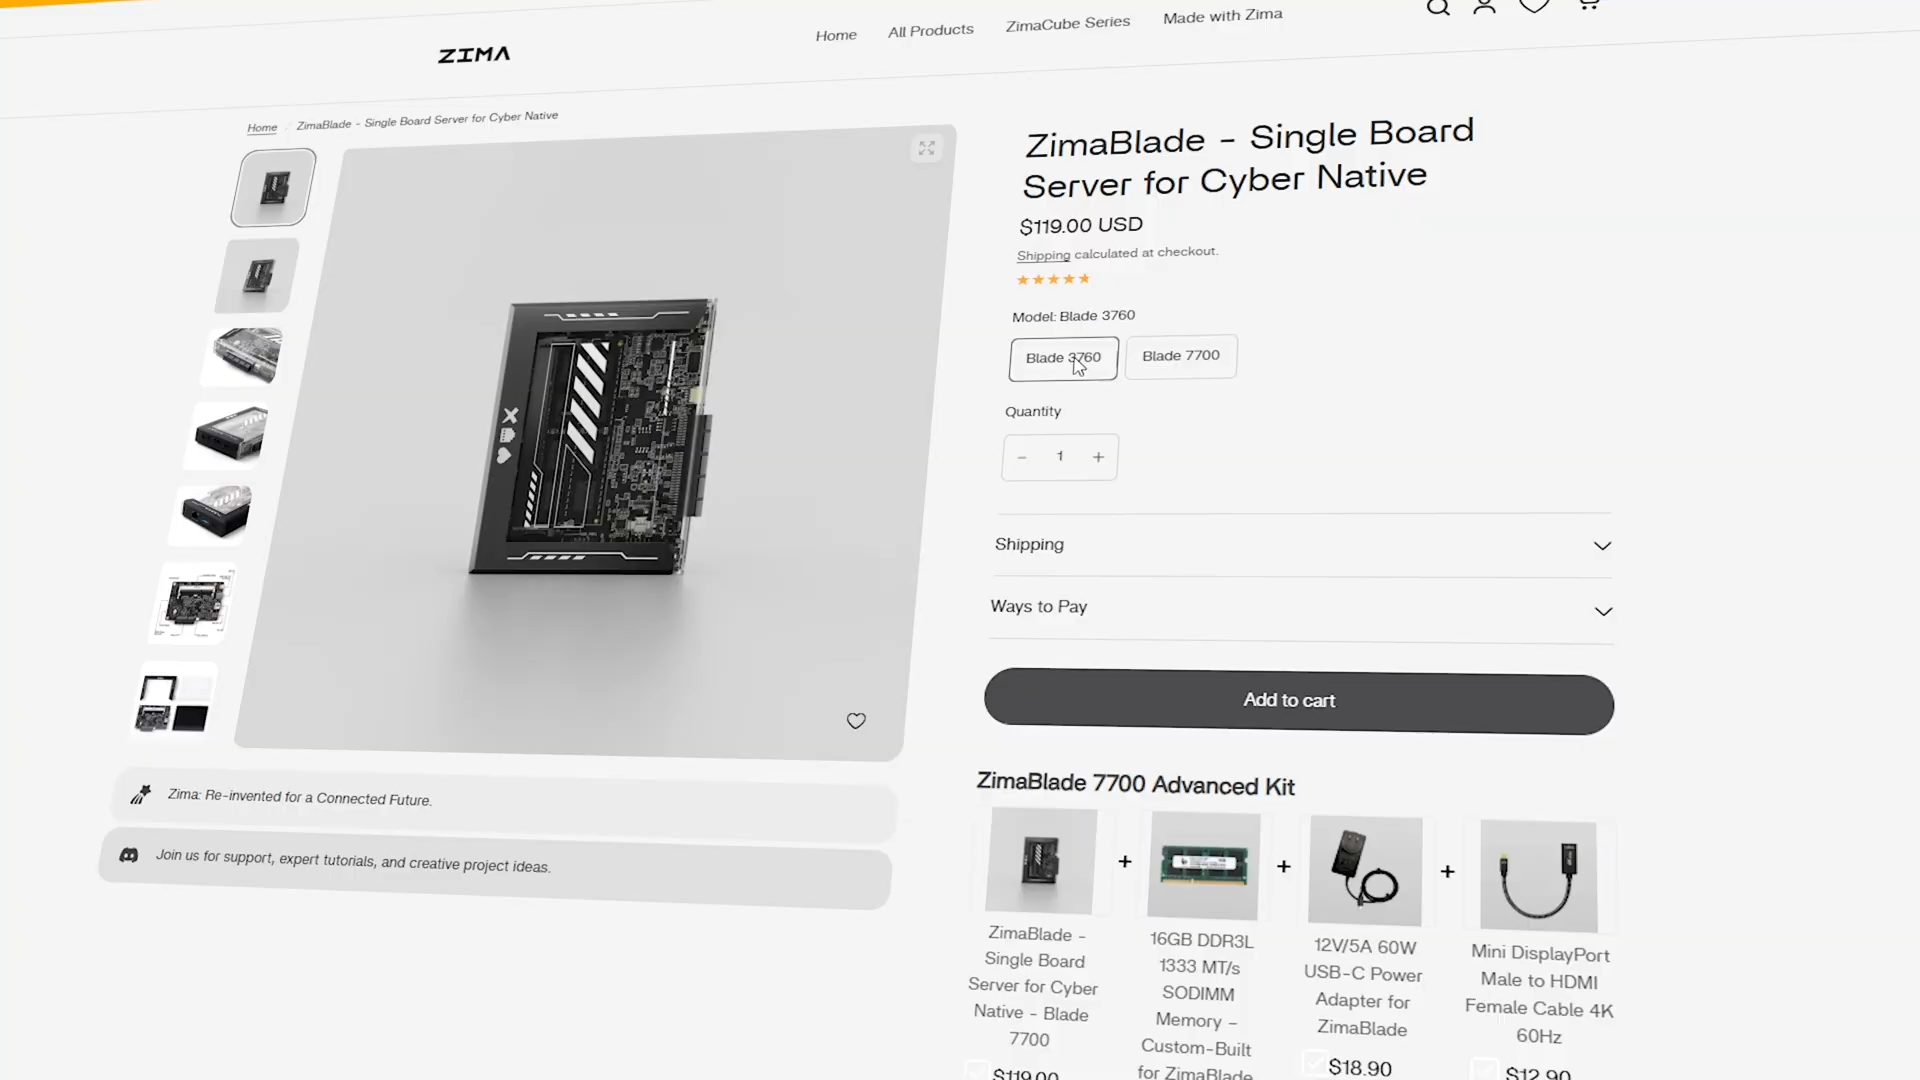 ZIMA
Home
All Products
ZimaCube Series
Made with Zima
Home / ZimaBlade - Single Board Server for Cyber Native
ZimaBlade - Single Board
Server for Cyber Native
$119.00 USD
Shipping calculated at checkout.
Model: Blade 3760
Blade 3760
Blade 7700
Quantity
− 1 +
Shipping
Ways to Pay
Add to cart
Zima: Re-invented for a Connected Future.
Join us for support, expert tutorials, and creative project ideas.
ZimaBlade 7700 Advanced Kit
+
+
+
ZimaBlade -
Single Board
Server for Cyber
Native - Blade
7700
$119.00
16GB DDR3L
1333 MT/s
SODIMM
Memory -
Custom-Built
for ZimaBlade
12V/5A 60W
USB-C Power
Adapter for
ZimaBlade
$18.90
Mini DisplayPort
Male to HDMI
Female Cable 4K
60Hz
$12.90